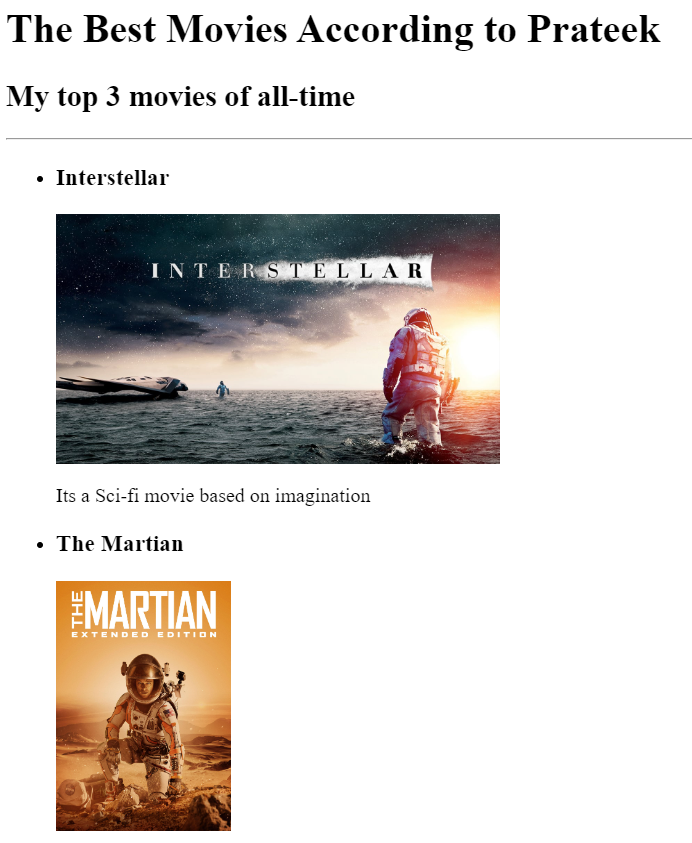 The Best Movies According to Prateek
My top 3 movies of all-time
Interstellar
INTERSTELLAR
Its a Sci-fi movie based on imagination
The Martian
THE MARTIAN
EXTENDED EDITION